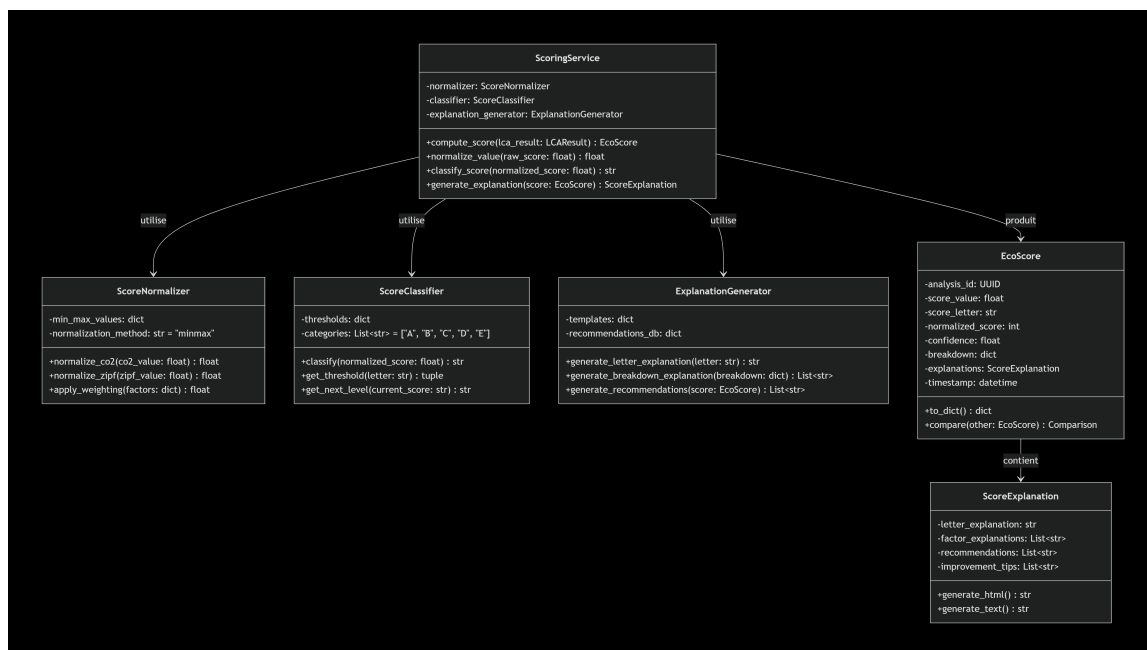 ScoringService
-normalizer: ScoreNormalizer
-classifier: ScoreClassifier
-explanation_generator: ExplanationGenerator
+compute_score(lca_result: LCAResult) : EcoScore
+normalize_value(raw_score: float) : float
+classify_score(normalized_score: float) : str
+generate_explanation(score: EcoScore) : ScoreExplanation
utilise
utilise
utilise
produit
ScoreNormalizer
-min_max_values: dict
-normalization_method: str = "minmax"
+normalize_co2(co2_value: float) : float
+normalize_zipf(zipf_value: float) : float
+apply_weighting(factors: dict) : float
ScoreClassifier
-thresholds: dict
-categories: List<str> = ["A", "B", "C", "D", "E"]
+classify(normalized_score: float) : str
+get_threshold(letter: str) : tuple
+get_next_level(current_score: str) : str
ExplanationGenerator
-templates: dict
-recommendations_db: dict
+generate_letter_explanation(letter: str) : str
+generate_breakdown_explanation(breakdown: dict) : List<str>
+generate_recommendations(score: EcoScore) : List<str>
EcoScore
-analysis_id: UUID
-score_value: float
-score_letter: str
-normalized_score: int
-confidence: float
-breakdown: dict
-explanations: ScoreExplanation
-timestamp: datetime
+to_dict() : dict
+compare(other: EcoScore) : Comparison
contient
ScoreExplanation
-letter_explanation: str
-factor_explanations: List<str>
-recommendations: List<str>
-improvement_tips: List<str>
+generate_html() : str
+generate_text() : str